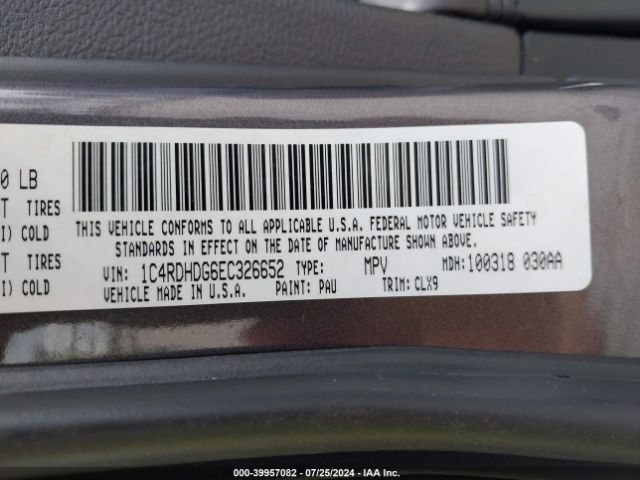 0 LB
T TIRES
I) COLD
T TIRES
I) COLD
THIS VEHICLE CONFORMS TO ALL APPLICABLE U.S.A. FEDERAL MOTOR VEHICLE SAFETY
STANDARDS IN EFFECT ON THE DATE OF MANUFACTURE SHOWN ABOVE.
VIN: 1C4RDHDG6EC326652 TYPE: MPV MDH: 100318 030AA
VEHICLE MADE IN U.S.A. PAINT: PAU TRIM: CLX9
STOCK: 39957082 - 07/25/2024 - IAA Inc.